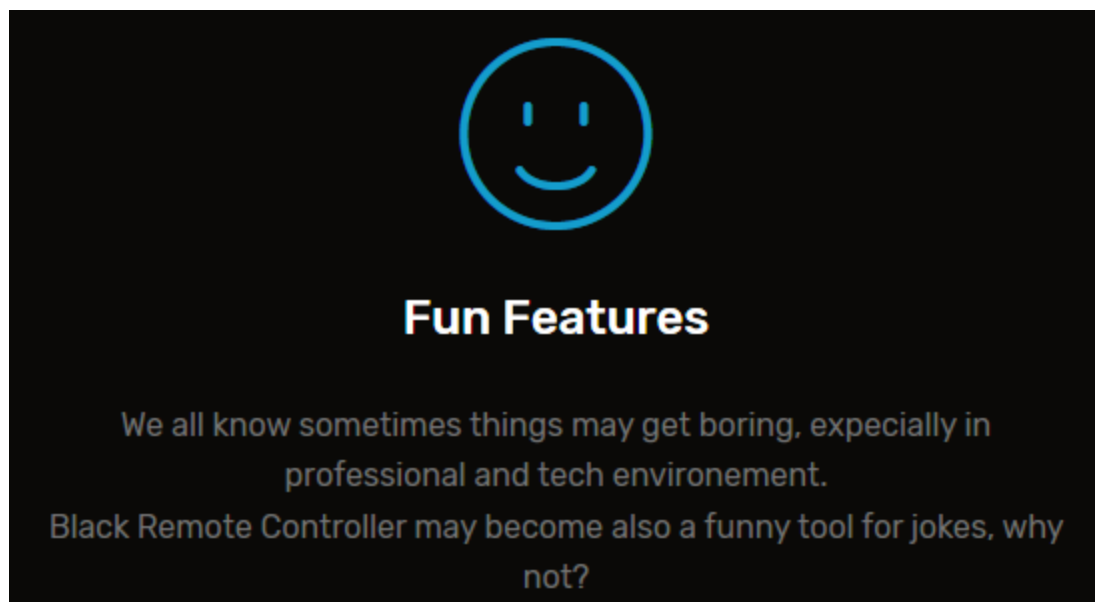 Fun Features
We all know sometimes things may get boring, expecially in
professional and tech environement.
Black Remote Controller may become also a funny tool for jokes, why
not?